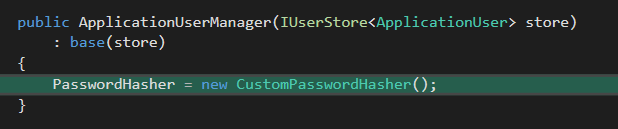 public ApplicationUserManager(IUserStore<ApplicationUser> store)
    : base(store)
{
    PasswordHasher = new CustomPasswordHasher();
}